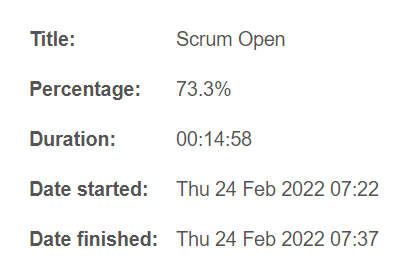 Title: Scrum Open
Percentage: 73.3%
Duration: 00:14:58
Date started: Thu 24 Feb 2022 07:22
Date finished: Thu 24 Feb 2022 07:37